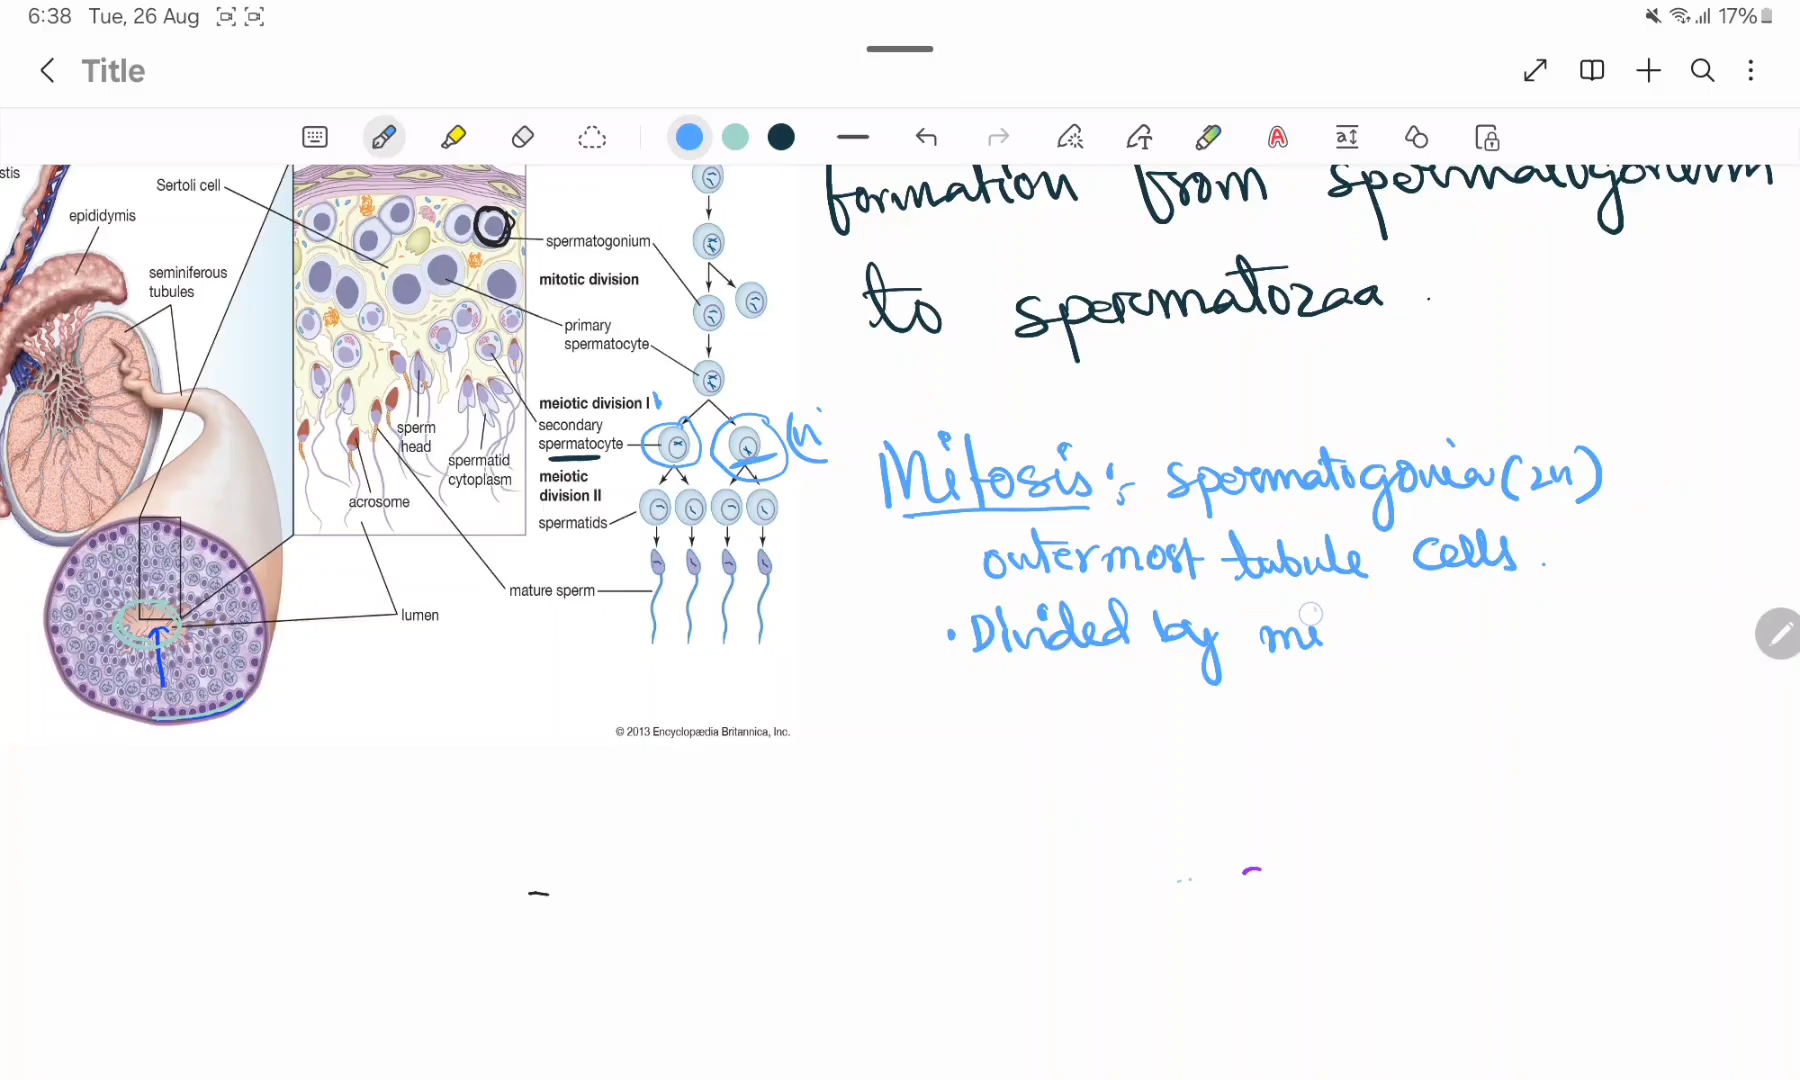 6:38 Tue, 26 Aug
17%
Title
stis
Sertoli cell
epididymis
seminiferous
tubules
spermatogonium
mitotic division
primary
spermatocyte
meiotic division I
secondary
spermatocyte
meiotic
division II
spermatids
sperm
head
spermatid
cytoplasm
acrosome
mature sperm
lumen
© 2013 Encyclopædia Britannica, Inc.
(n
formation from spermatogonium
to spermatozaa.
Mitosis: spermatogonia (2n)
outermost tubule cells.
• Divided by mi